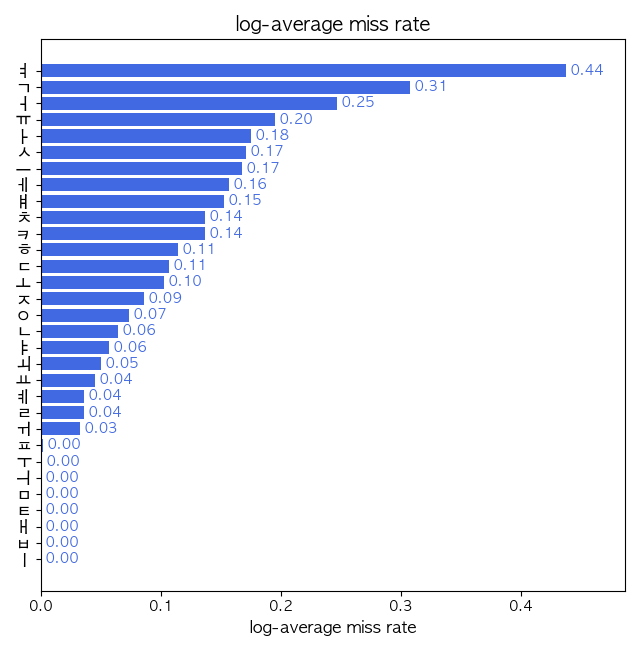 log-average miss rate
ㅕ 0.44
ㄱ 0.31
ㅓ 0.25
ㅠ 0.20
ㅏ 0.18
ㅅ 0.17
ㅡ 0.17
ㅔ 0.16
ㅒ 0.15
ㅊ 0.14
ㅋ 0.14
ㅎ 0.11
ㄷ 0.11
ㅗ 0.10
ㅈ 0.09
ㅇ 0.07
ㄴ 0.06
ㅑ 0.06
ㅚ 0.05
ㅛ 0.04
ㅖ 0.04
ㄹ 0.04
ㅟ 0.03
ㅍ 0.00
ㅜ 0.00
ㅢ 0.00
ㅁ 0.00
ㅌ 0.00
ㅐ 0.00
ㅂ 0.00
ㅣ 0.00
0.0 0.1 0.2 0.3 0.4
log-average miss rate